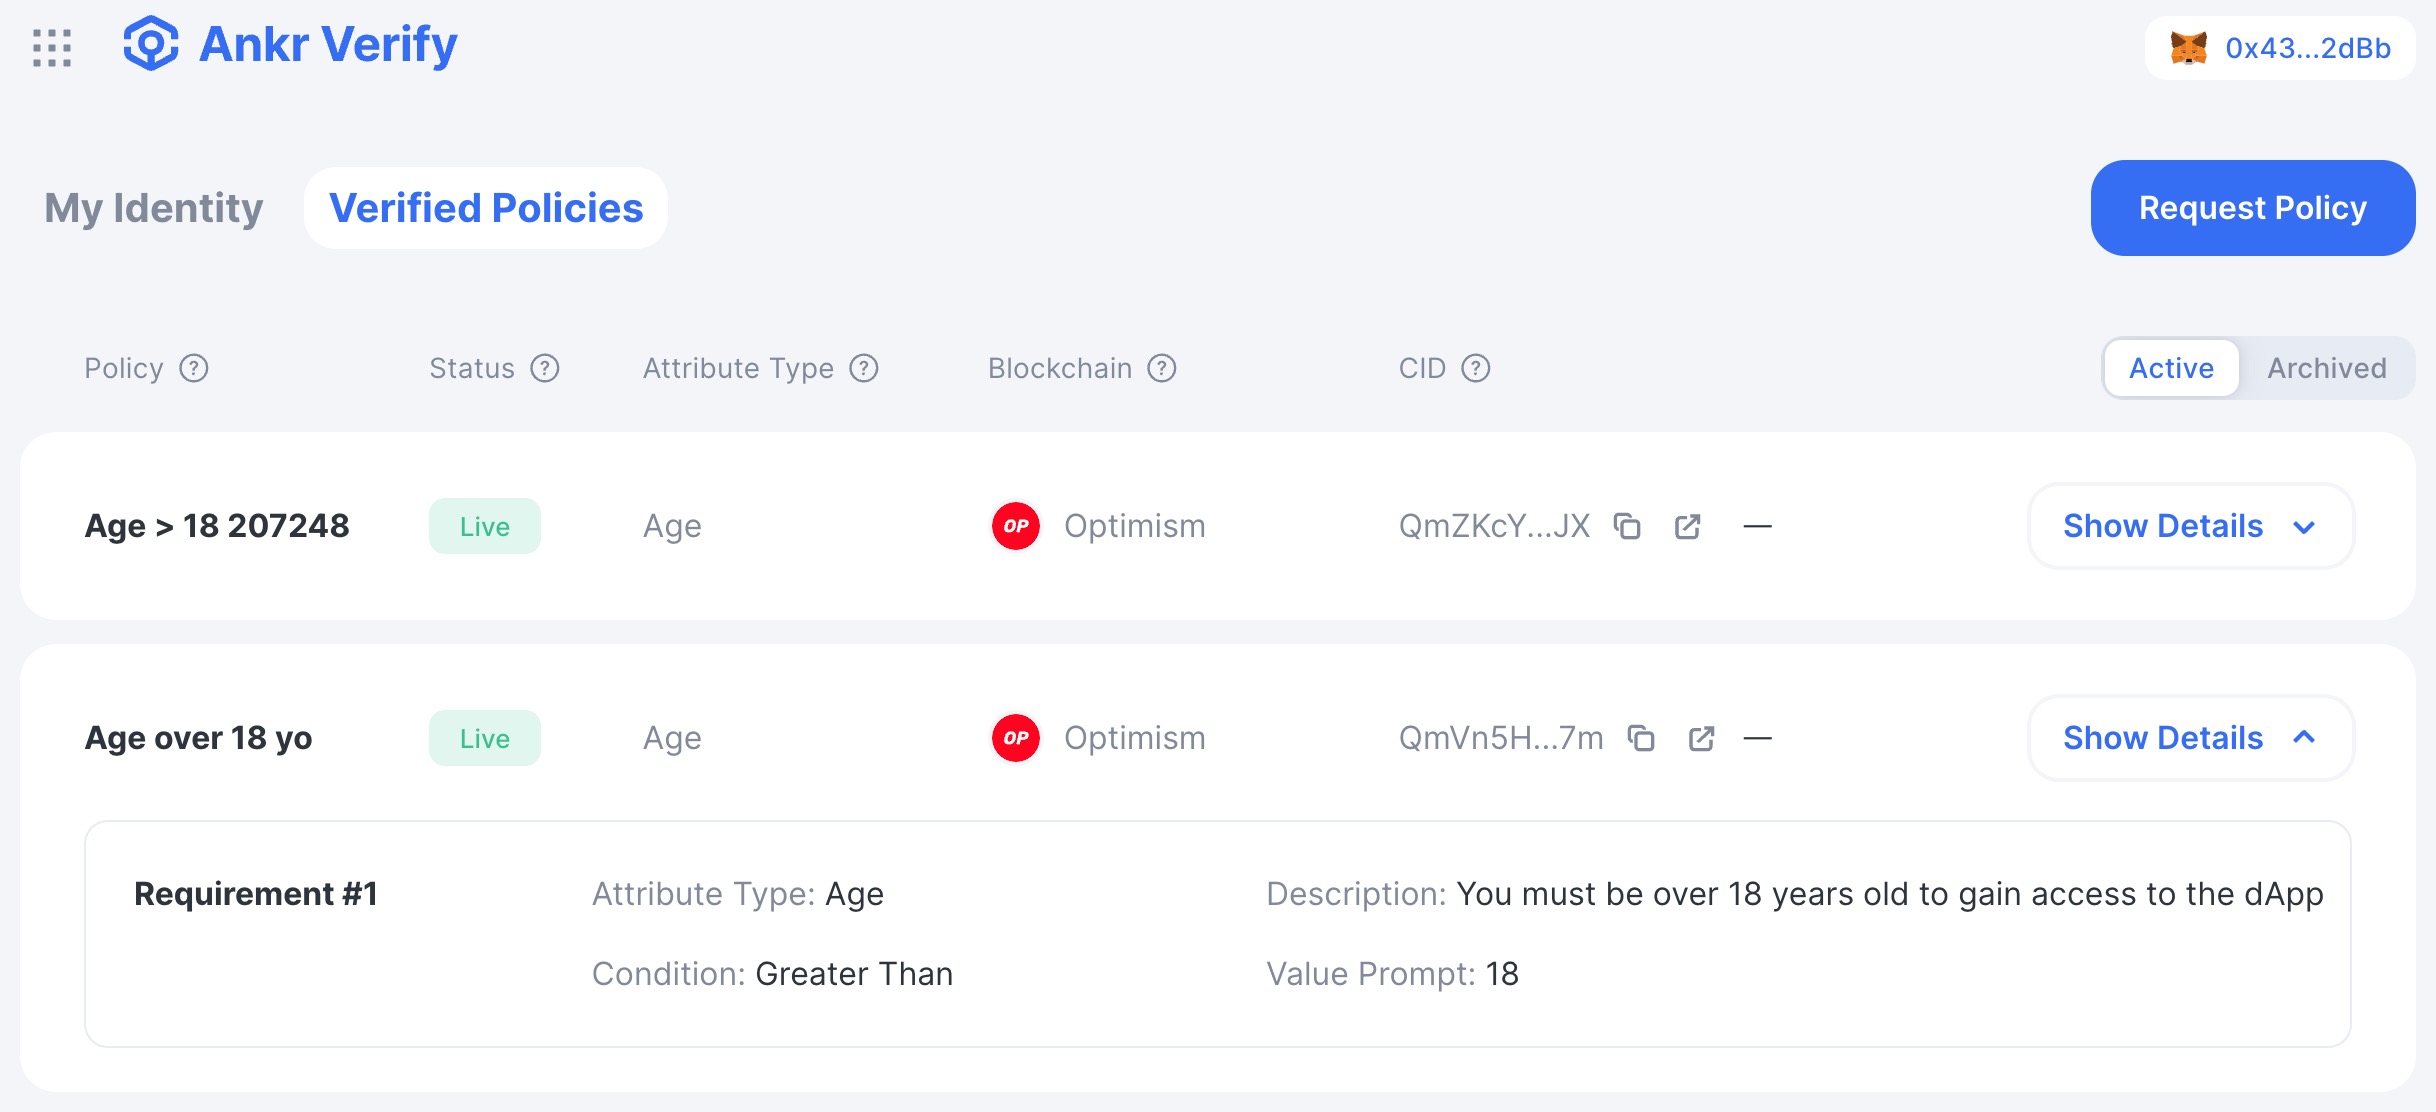 Ankr Verify
0x43...2dBb
My Identity Verified Policies Request Policy
Policy ? Status ? Attribute Type ? Blockchain ? CID ? Active Archived
Age > 18 207248 Live Age OP Optimism QmZKcY...JX — Show Details
Age over 18 yo Live Age OP Optimism QmVn5H...7m — Show Details
Requirement #1 Attribute Type: Age Description: You must be over 18 years old to gain access to the dApp
Condition: Greater Than Value Prompt: 18